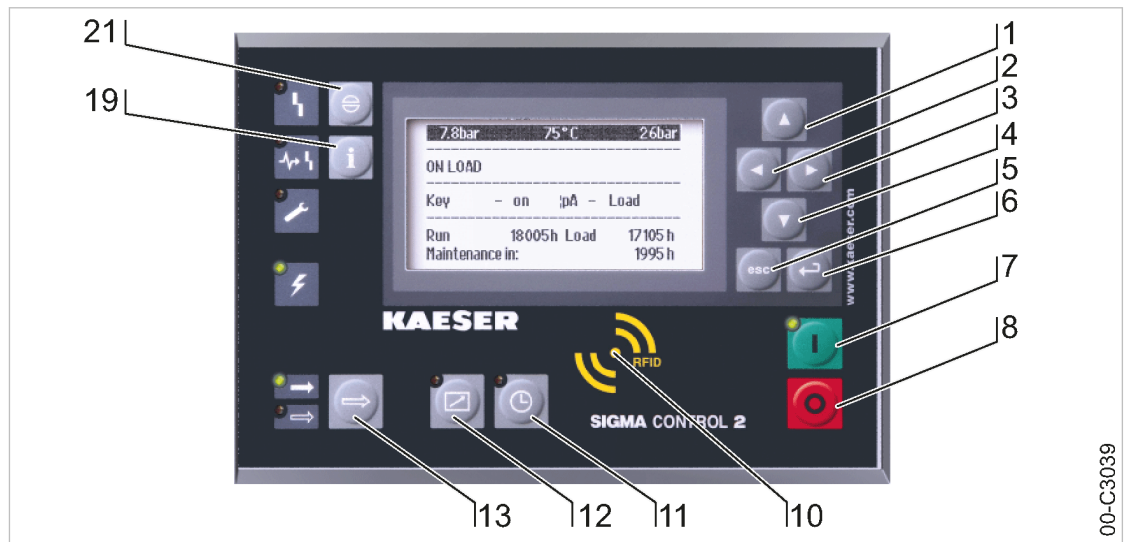 21
19
1
2
3
4
5
6
7
8
7.8bar 75°C 26bar
ON LOAD
Key - on ¦pA - Load
Run 18005h Load 17105h
Maintenance in: 1995h
i
esc
www.kaeser.com
KAESER
RFID
SIGMA CONTROL 2
I
13
12
11
10
00-C3039